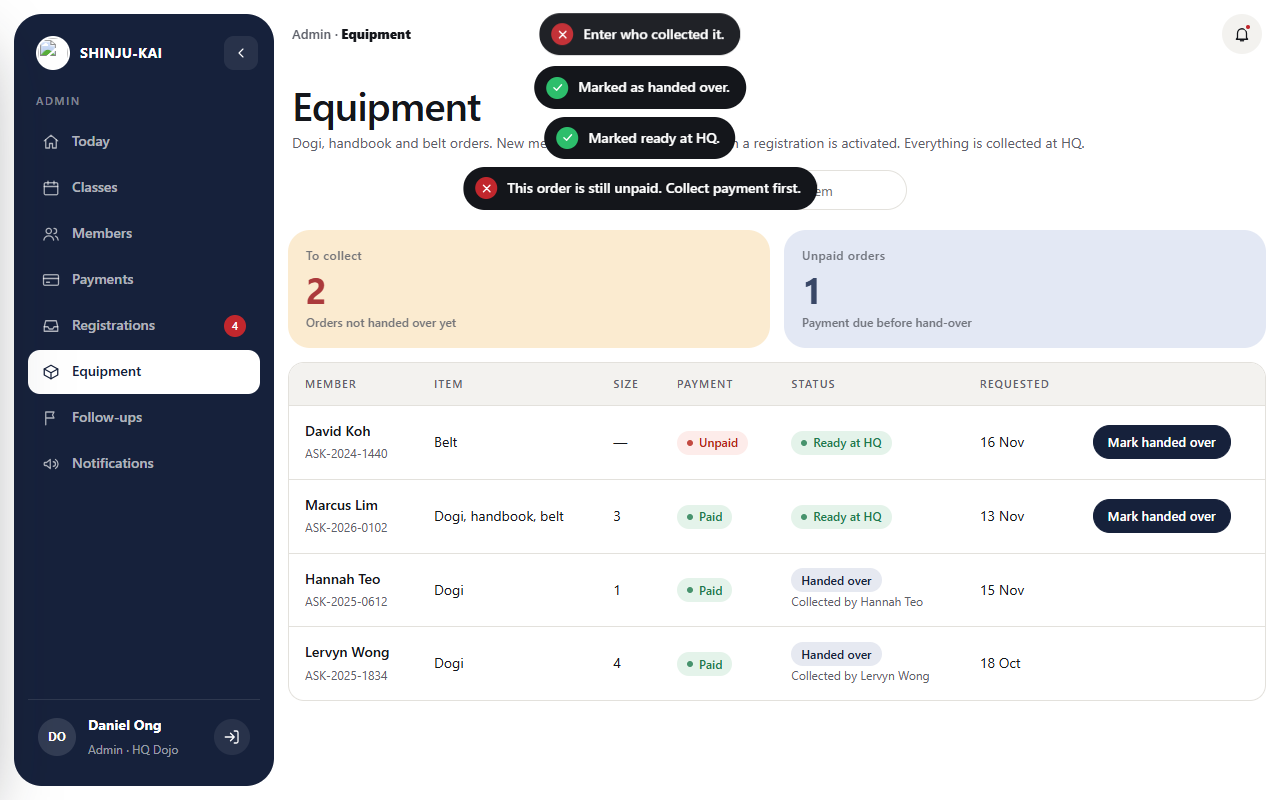 SHINJU-KAI
ADMIN
Today
Classes
Members
Payments
Registrations 4
Equipment
Follow-ups
Notifications
DO
Daniel Ong
Admin · HQ Dojo
Admin · Equipment
Enter who collected it.
Marked as handed over.
Marked ready at HQ.
This order is still unpaid. Collect payment first.
Equipment
Dogi, handbook and belt orders. New me
a registration is activated. Everything is collected at HQ.
To collect
2
Orders not handed over yet
Unpaid orders
1
Payment due before hand-over
MEMBER ITEM SIZE PAYMENT STATUS REQUESTED
David Koh
ASK-2024-1440
Belt — Unpaid Ready at HQ 16 Nov Mark handed over
Marcus Lim
ASK-2026-0102
Dogi, handbook, belt 3 Paid Ready at HQ 13 Nov Mark handed over
Hannah Teo
ASK-2025-0612
Dogi 1 Paid Handed over
Collected by Hannah Teo
15 Nov
Lervyn Wong
ASK-2025-1834
Dogi 4 Paid Handed over
Collected by Lervyn Wong
18 Oct